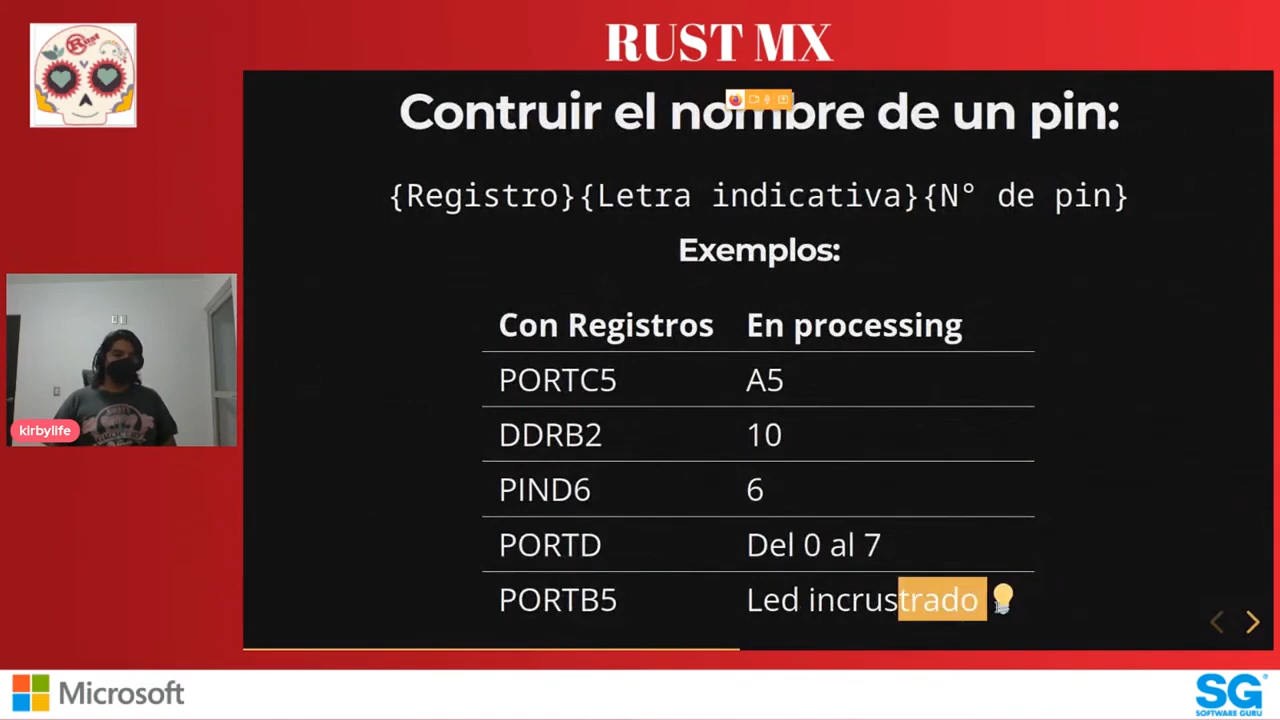 RUST MX
Rust
Contruir el nombre de un pin:
{Registro}{Letra indicativa}{N° de pin}
Exemplos:
Con Registros En processing
PORTC5 A5
DDRB2 10
PIND6 6
PORTD Del 0 al 7
PORTB5 Led incrustrado
kirbylife
Microsoft
SG
SOFTWARE GURU